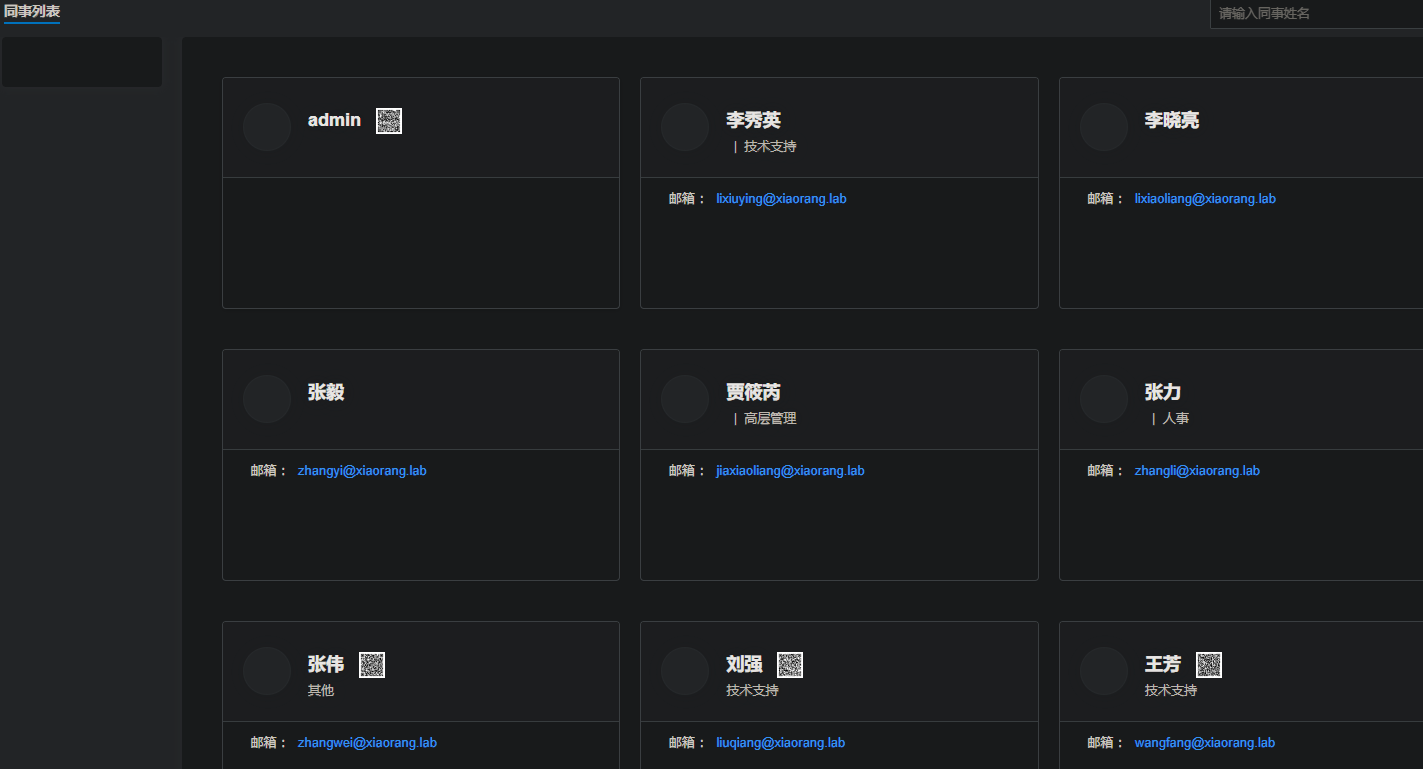 同事列表
请输入同事姓名
admin
李秀英
| 技术支持
邮箱： lixiuying@xiaorang.lab
李晓亮
邮箱： lixiaoliang@xiaorang.lab
张毅
邮箱： zhangyi@xiaorang.lab
贾筱芮
| 高层管理
邮箱： jiaxiaoliang@xiaorang.lab
张力
| 人事
邮箱： zhangli@xiaorang.lab
张伟
其他
邮箱： zhangwei@xiaorang.lab
刘强
技术支持
邮箱： liuqiang@xiaorang.lab
王芳
技术支持
邮箱： wangfang@xiaorang.lab